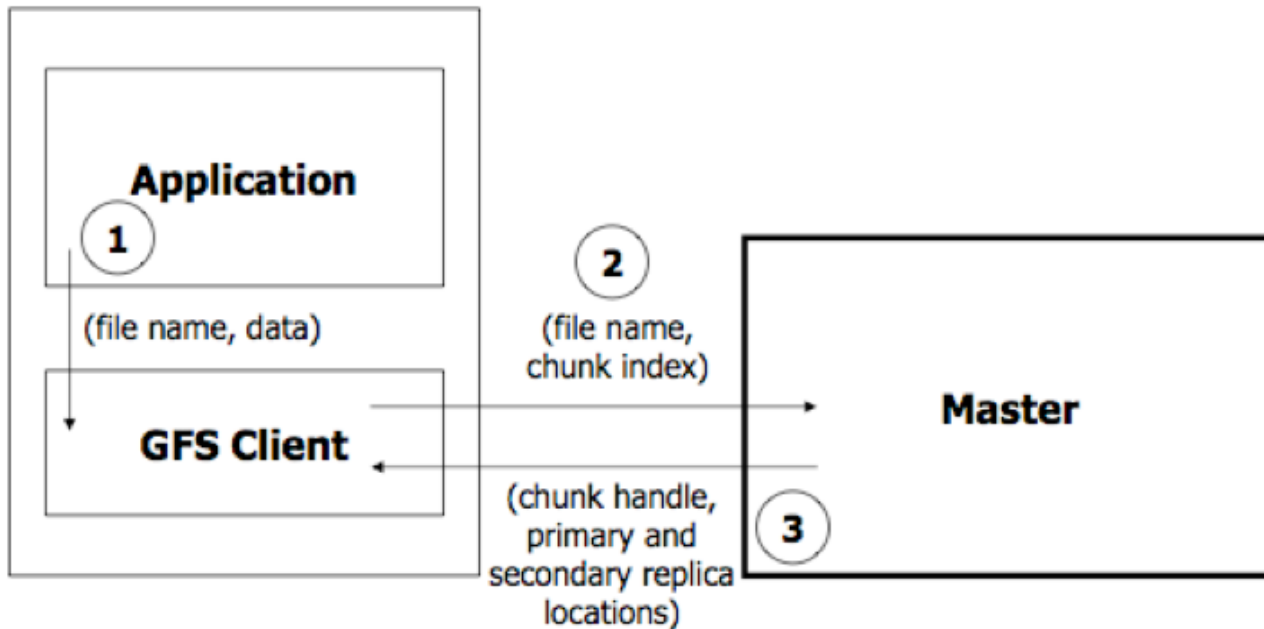 Application
1
(file name, data)
GFS Client
2
(file name,
chunk index)
(chunk handle,
primary and
secondary replica
locations)
Master
3